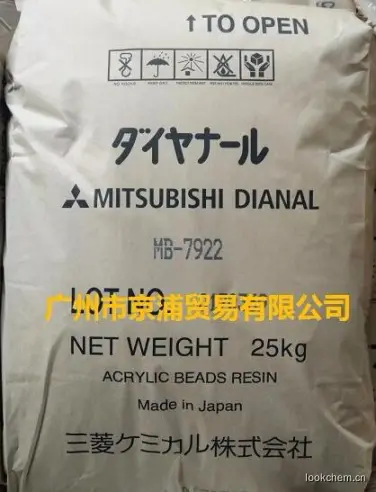 ↑TO OPEN
ダイヤナール
MITSUBISHI DIANAL
MB-7922
LOT NO.
广州市京浦贸易有限公司
NET WEIGHT 25kg
ACRYLIC BEADS RESIN
Made in Japan
三菱ケミカル株式会社
lookchem.cn